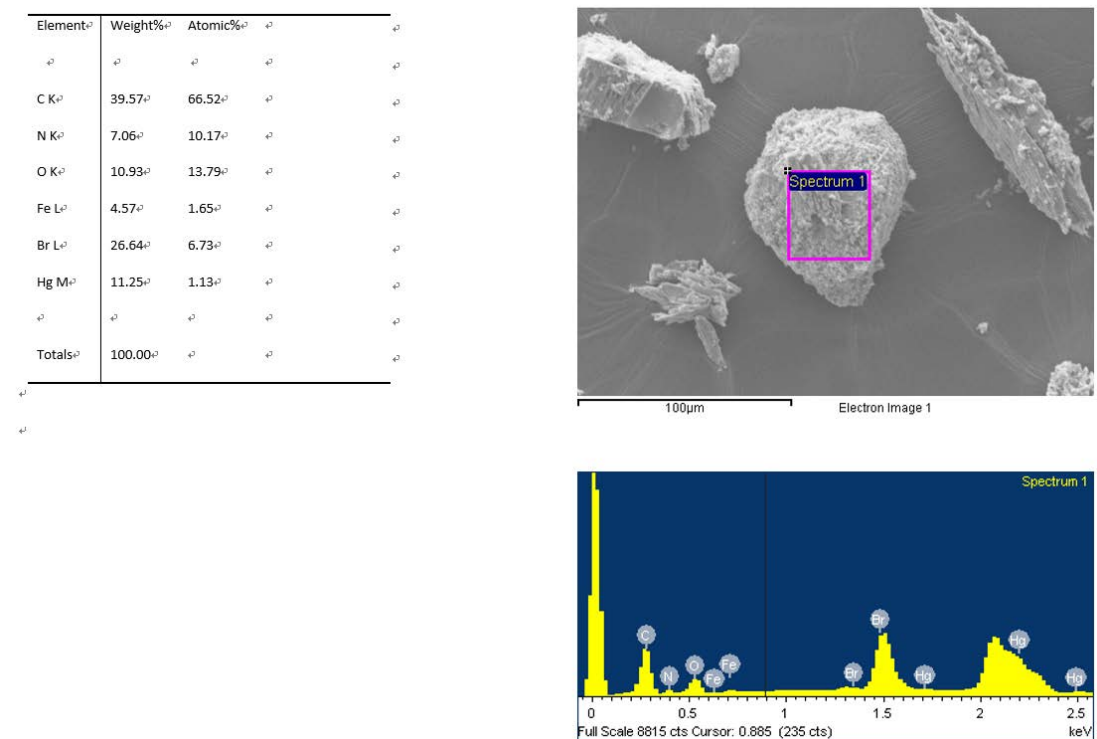 Element Weight% Atomic%
C K 39.57 66.52
N K 7.06 10.17
O K 10.93 13.79
Fe L 4.57 1.65
Br L 26.64 6.73
Hg M 11.25 1.13
Totals 100.00
Spectrum 1
100μm Electron Image 1
Spectrum 1
Br
C Hg
O Fe
N Fe Br Hg Hg
0 0.5 1 1.5 2 2.5
Full Scale 8815 cts Cursor: 0.885 (235 cts) keV